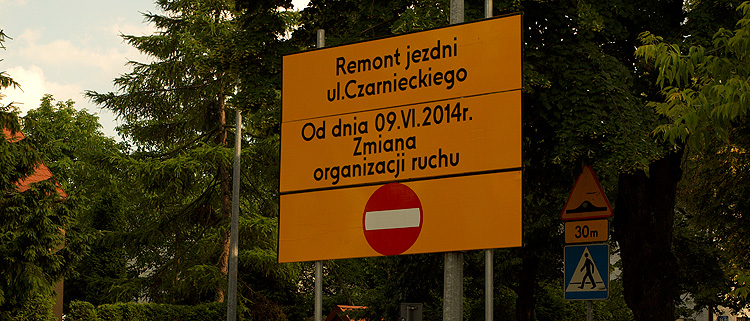 Remont jezdni
ul.Czarnieckiego
Od dnia 09.VI.2014r.
Zmiana
organizacji ruchu
30m